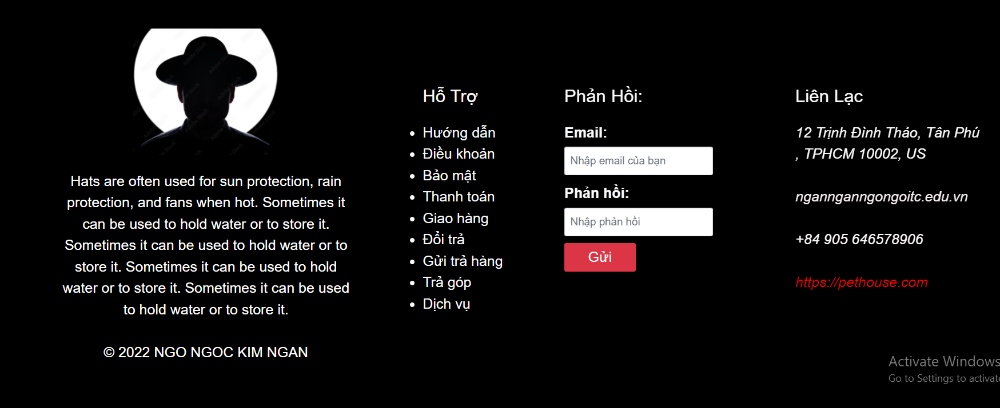 Hats are often used for sun protection, rain
protection, and fans when hot. Sometimes it
can be used to hold water or to store it.
Sometimes it can be used to hold water or to
store it. Sometimes it can be used to hold
water or to store it. Sometimes it can be used
to hold water or to store it.
© 2022 NGO NGOC KIM NGAN
Hỗ Trợ
Hướng dẫn
Điều khoản
Bảo mật
Thanh toán
Giao hàng
Đổi trả
Gửi trả hàng
Trả góp
Dịch vụ
Phản Hồi:
Email:
Nhập email của bạn
Phản hồi:
Nhập phản hồi
Gửi
Liên Lạc
12 Trịnh Đình Thảo, Tân Phú
, TPHCM 10002, US
nganngannogngoitc.edu.vn
+84 905 646578906
https://pethouse.com
Activate Windows
Go to Settings to activate